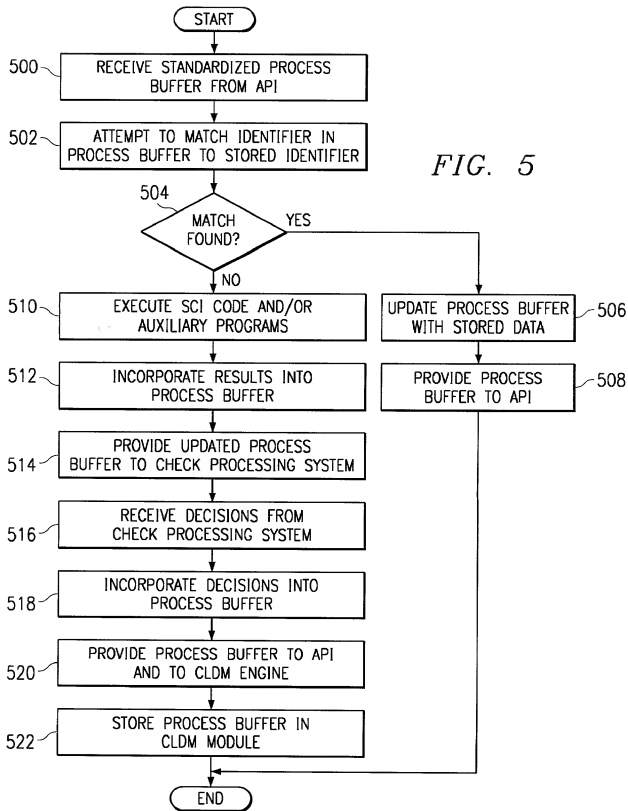 START
500
RECEIVE STANDARDIZED PROCESS
BUFFER FROM API
502
ATTEMPT TO MATCH IDENTIFIER IN
PROCESS BUFFER TO STORED IDENTIFIER
FIG. 5
504
MATCH
FOUND?
YES
NO
510
EXECUTE SCI CODE AND/OR
AUXILIARY PROGRAMS
UPDATE PROCESS BUFFER
WITH STORED DATA
506
512
INCORPORATE RESULTS INTO
PROCESS BUFFER
PROVIDE PROCESS
BUFFER TO API
508
514
PROVIDE UPDATED PROCESS
BUFFER TO CHECK PROCESSING SYSTEM
516
RECEIVE DECISIONS FROM
CHECK PROCESSING SYSTEM
518
INCORPORATE DECISIONS INTO
PROCESS BUFFER
520
PROVIDE PROCESS BUFFER TO API
AND TO CLDM ENGINE
522
STORE PROCESS BUFFER IN
CLDM MODULE
END